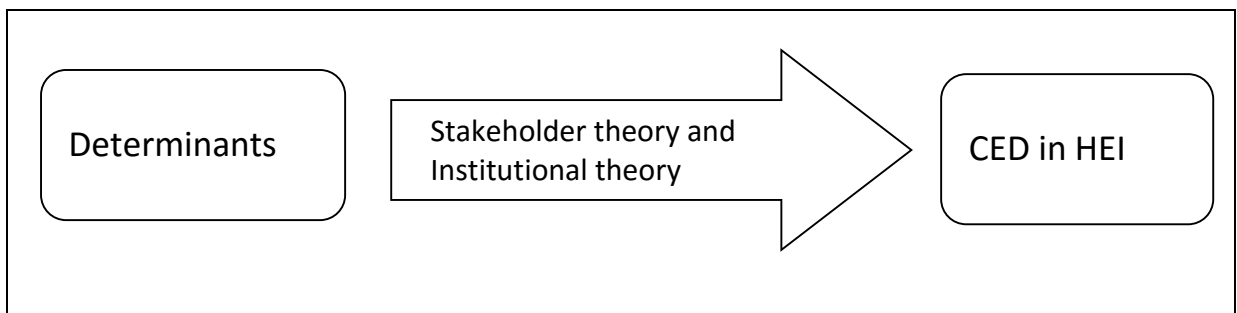 Determinants
Stakeholder theory and
Institutional theory
CED in HEI